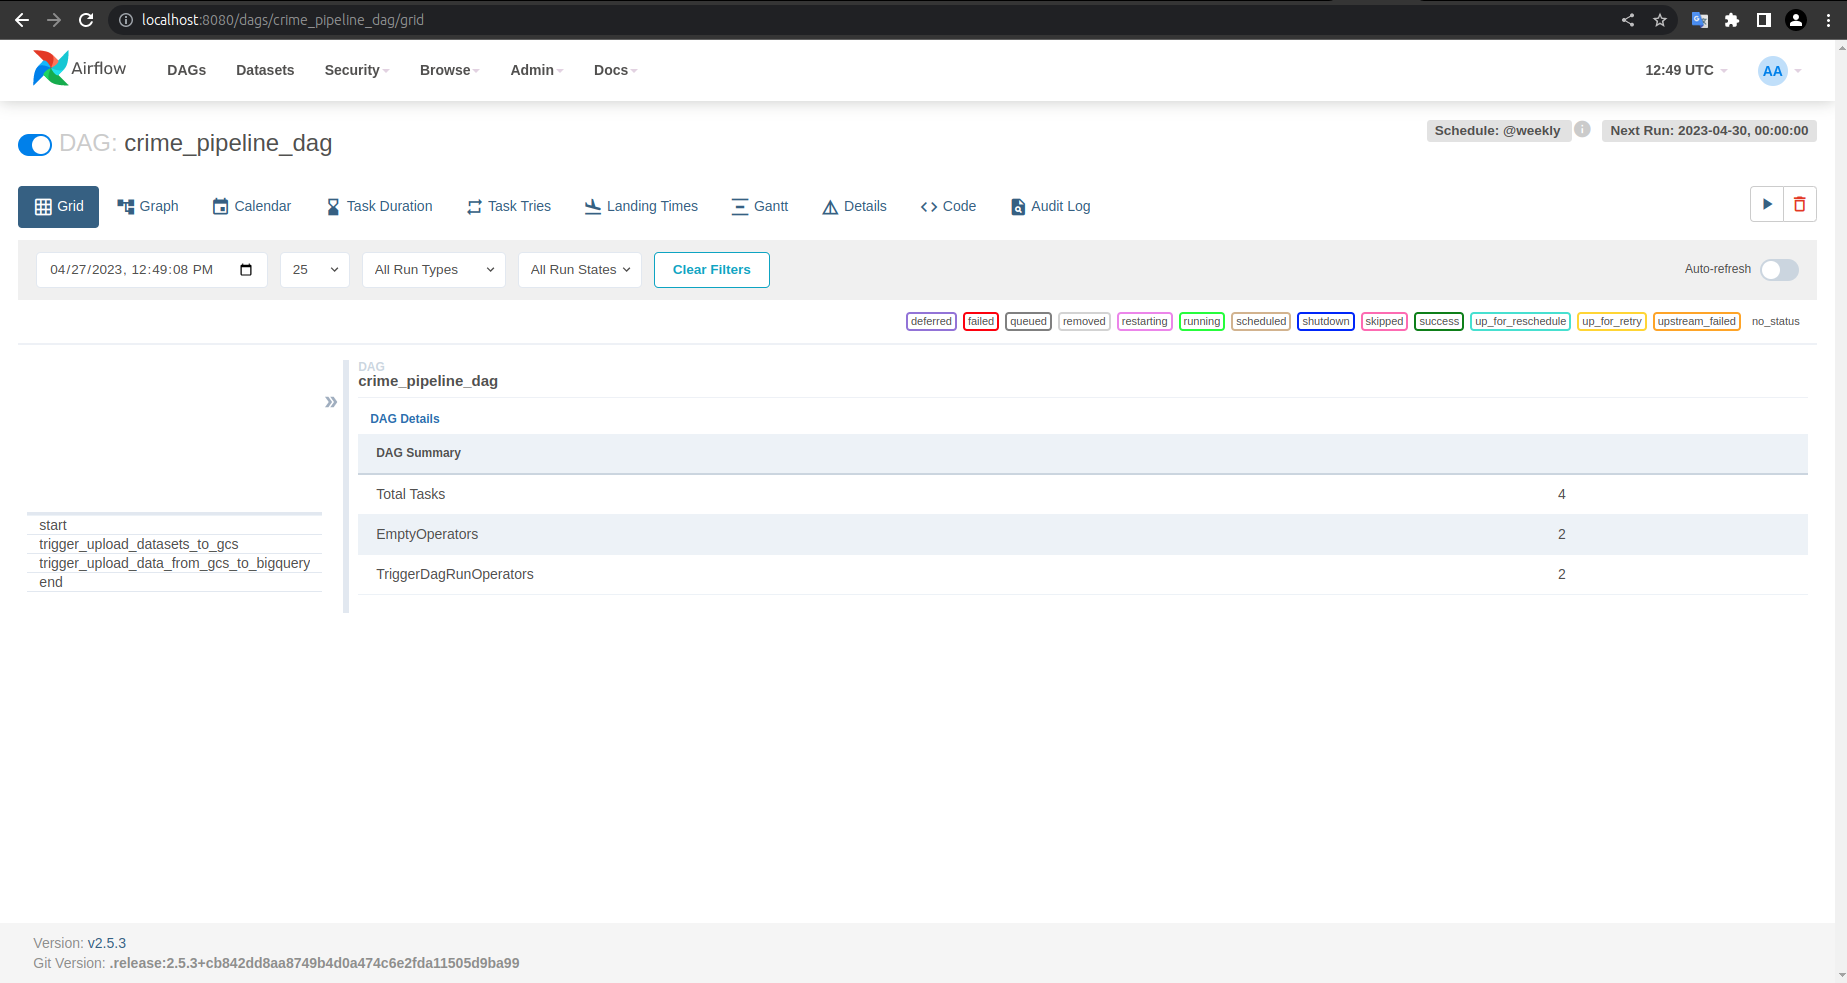 localhost:8080/dags/crime_pipeline_dag/grid
Airflow DAGs Datasets Security Browse Admin Docs 12:49 UTC AA
DAG: crime_pipeline_dag Schedule: @weekly i Next Run: 2023-04-30, 00:00:00
Grid Graph Calendar Task Duration Task Tries Landing Times Gantt Details Code Audit Log
04/27/2023, 12:49:08 PM 25 All Run Types All Run States Clear Filters Auto-refresh
deferred failed queued removed restarting running scheduled shutdown skipped success up_for_reschedule up_for_retry upstream_failed no_status
DAG
crime_pipeline_dag
DAG Details
DAG Summary
Total Tasks 4
EmptyOperators 2
TriggerDagRunOperators 2
start
trigger_upload_datasets_to_gcs
trigger_upload_data_from_gcs_to_bigquery
end
Version: v2.5.3
Git Version: .release:2.5.3+cb842dd8aa8749b4d0a474c6e2fda11505d9ba99